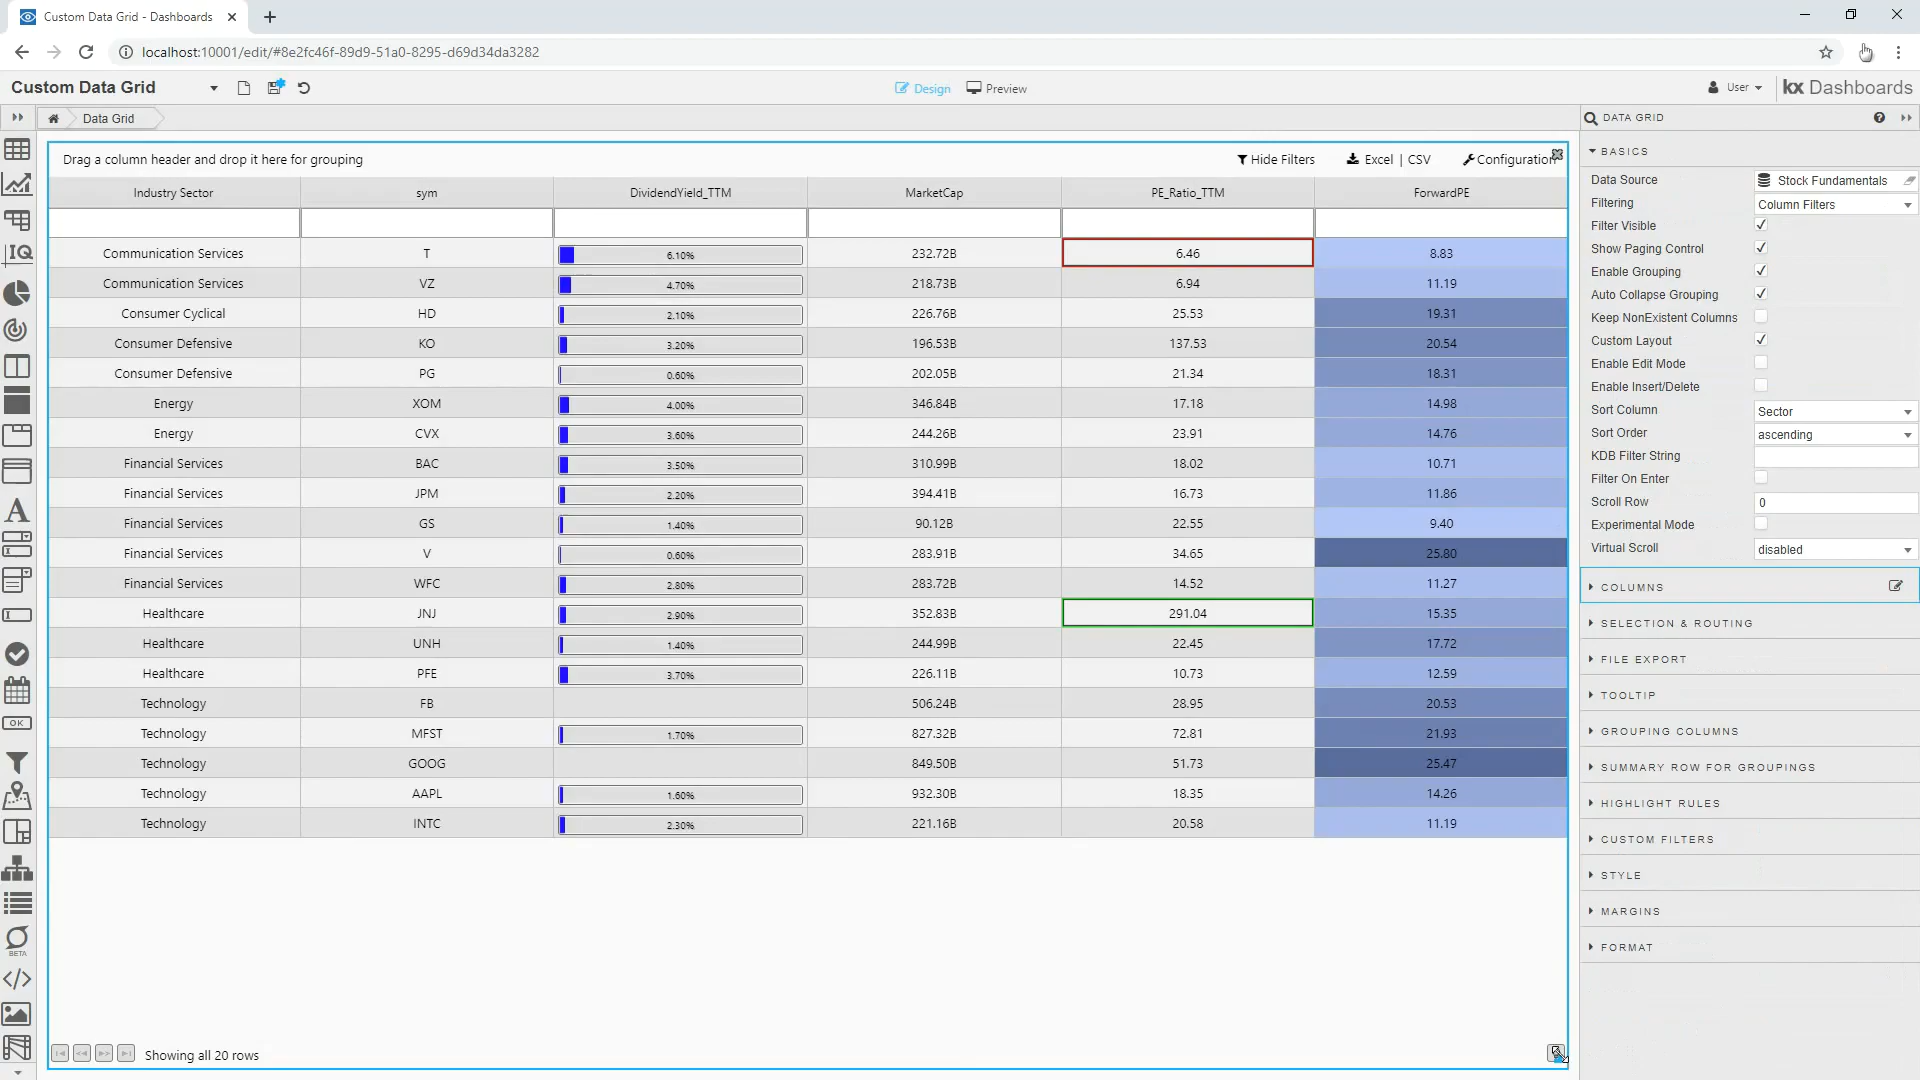 Custom Data Grid - Dashboards
localhost:10001/edit/#8e2fc46f-89d9-51a0-8295-d69d34da3282
Custom Data Grid
Design
Preview
User
kx Dashboards
Data Grid
DATA GRID
Drag a column header and drop it here for grouping
Hide Filters
Excel | CSV
Configuration
Industry Sector sym DividendYield_TTM MarketCap PE_Ratio_TTM ForwardPE
Communication Services T 6.10% 232.72B 6.46 8.83
Communication Services VZ 4.70% 218.73B 6.94 11.19
Consumer Cyclical HD 2.10% 226.76B 25.53 19.31
Consumer Defensive KO 3.20% 196.53B 137.53 20.54
Consumer Defensive PG 0.60% 202.05B 21.34 18.31
Energy XOM 4.00% 346.84B 17.18 14.98
Energy CVX 3.60% 244.26B 23.91 14.76
Financial Services BAC 3.50% 310.99B 18.02 10.71
Financial Services JPM 2.20% 394.41B 16.73 11.86
Financial Services GS 1.40% 90.12B 22.55 9.40
Financial Services V 0.60% 283.91B 34.65 25.80
Financial Services WFC 2.80% 283.72B 14.52 11.27
Healthcare JNJ 2.90% 352.83B 291.04 15.35
Healthcare UNH 1.40% 244.99B 22.45 17.72
Healthcare PFE 3.70% 226.11B 10.73 12.59
Technology FB 506.24B 28.95 20.53
Technology MFST 1.70% 827.32B 72.81 21.93
Technology GOOG 849.50B 51.73 25.47
Technology AAPL 1.60% 932.30B 18.35 14.26
Technology INTC 2.30% 221.16B 20.58 11.19
Showing all 20 rows
IQ
A
OK
BETA
BASICS
Data Source Stock Fundamentals
Filtering Column Filters
Filter Visible
Show Paging Control
Enable Grouping
Auto Collapse Grouping
Keep NonExistent Columns
Custom Layout
Enable Edit Mode
Enable Insert/Delete
Sort Column Sector
Sort Order ascending
KDB Filter String
Filter On Enter
Scroll Row 0
Experimental Mode
Virtual Scroll disabled
COLUMNS
SELECTION & ROUTING
FILE EXPORT
TOOLTIP
GROUPING COLUMNS
SUMMARY ROW FOR GROUPINGS
HIGHLIGHT RULES
CUSTOM FILTERS
STYLE
MARGINS
FORMAT